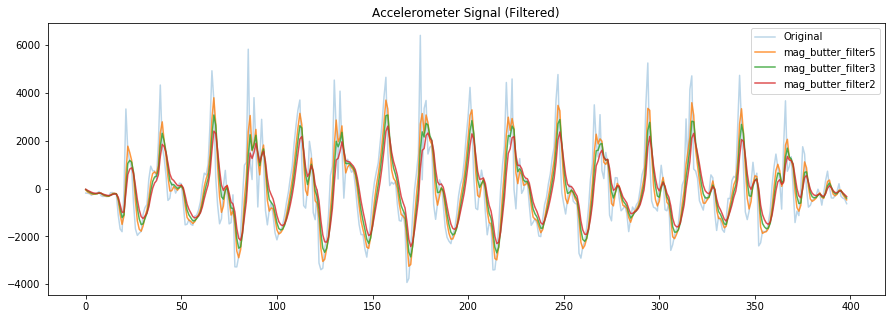 Accelerometer Signal (Filtered)
Original
mag_butter_filter5
mag_butter_filter3
mag_butter_filter2
6000
4000
2000
0
−2000
−4000
0 50 100 150 200 250 300 350 400